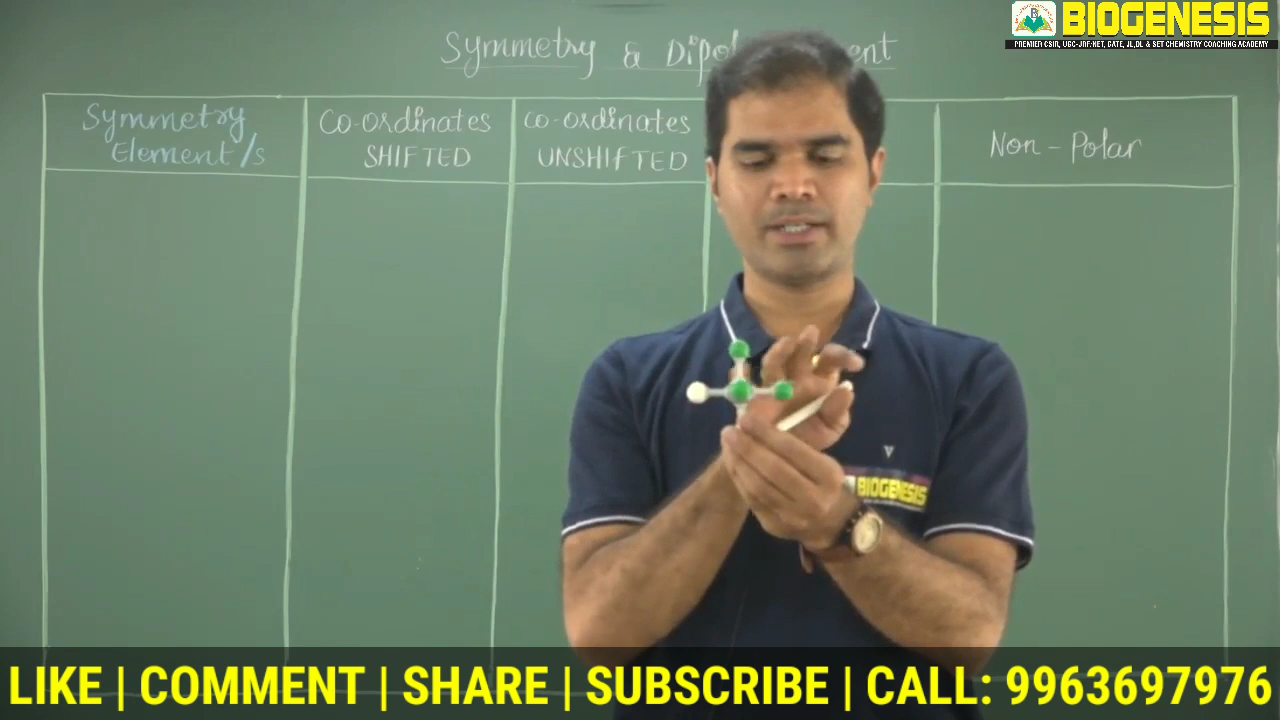 BIOGENESIS
PREMIER CSIR, UGC-JRF/NET, GATE, JL,DL & SET CHEMISTRY COACHING ACADEMY
Symmetry & Dipol ent
Symmetry
Element/s
Co-ordinates
SHIFTED
Co-ordinates
UNSHIFTED
Non-Polar
BIOGENESIS
LIKE | COMMENT | SHARE | SUBSCRIBE | CALL: 9963697976